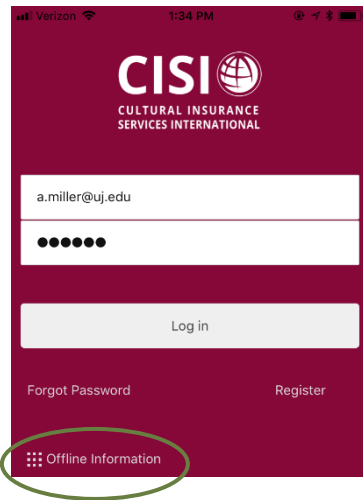 Verizon 1:34 PM
CISI
CULTURAL INSURANCE
SERVICES INTERNATIONAL
a.miller@uj.edu
●●●●●●
Log in
Forgot Password Register
Offline Information